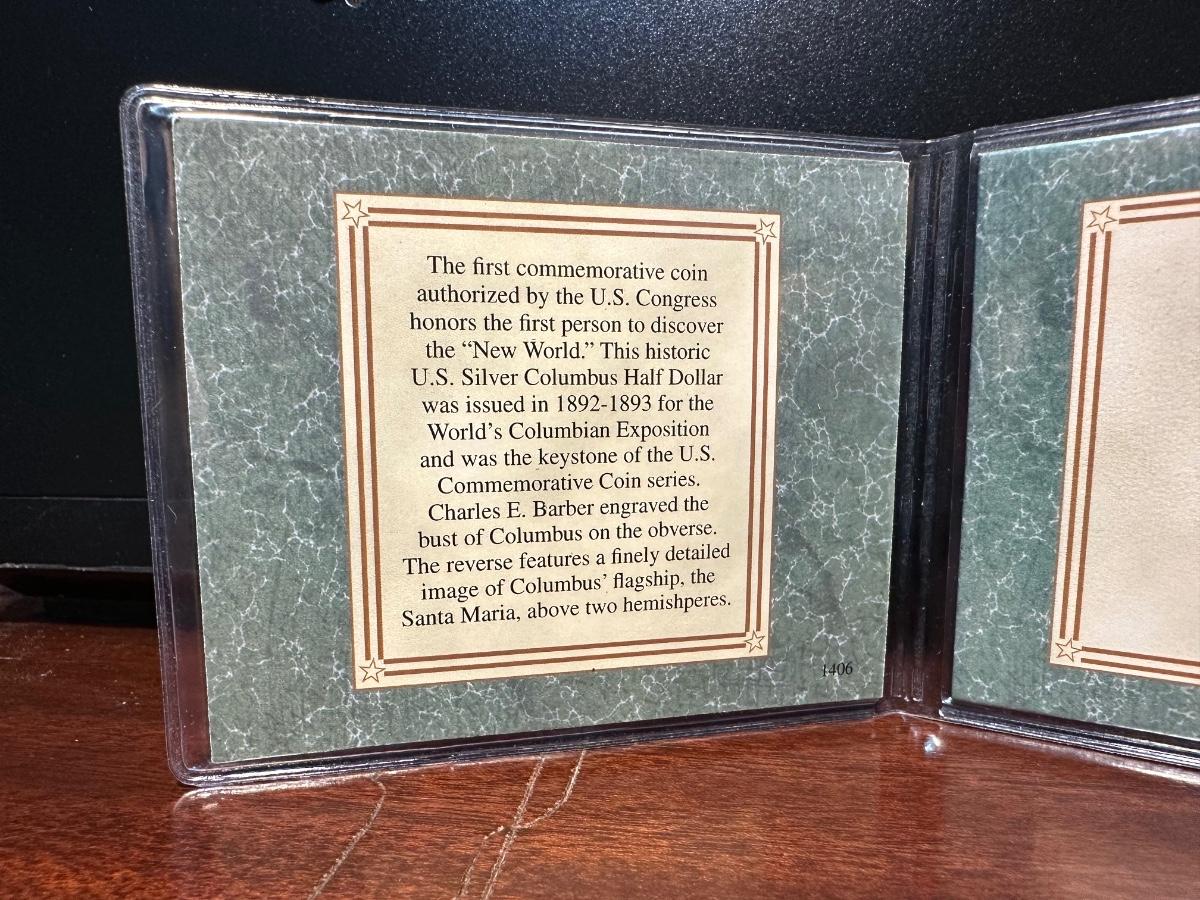 The first commemorative coin
authorized by the U.S. Congress
honors the first person to discover
the “New World.” This historic
U.S. Silver Columbus Half Dollar
was issued in 1892-1893 for the
World’s Columbian Exposition
and was the keystone of the U.S.
Commemorative Coin series.
Charles E. Barber engraved the
bust of Columbus on the obverse.
The reverse features a finely detailed
image of Columbus’ flagship, the
Santa Maria, above two hemishperes.
1406